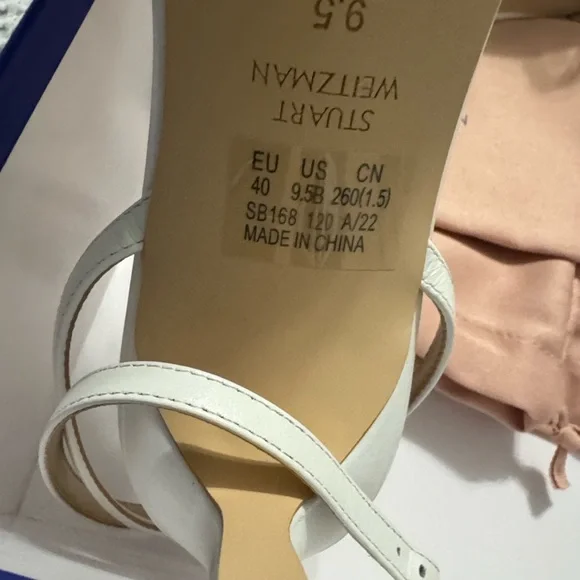 9.5
STUART
WEITZMAN
EU US CN
40 9.5B 260(1.5)
SB168 120 A/22
MADE IN CHINA